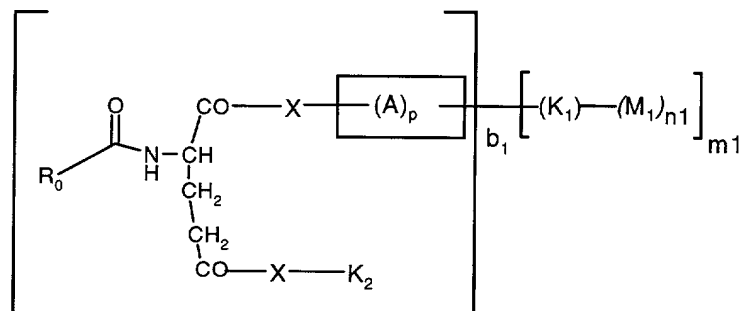 O CO—X—(A)p—(K₁)—(M₁)n1
b₁ m1
R₀ N H CH
CH₂
CH₂
CO—X—K₂